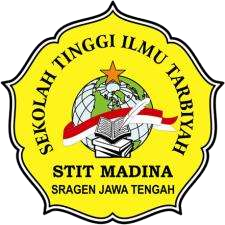 SEKOLAH TINGGI ILMU TARBIYAH
STIT MADINA
SRAGEN JAWA TENGAH